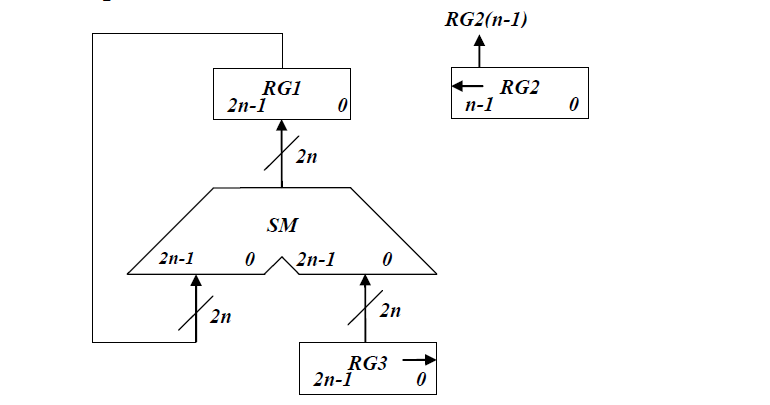 RG2(n-1)
RG1
2n-1 0
RG2
n-1 0
2n
SM
2n-1 0 2n-1 0
2n
2n
RG3
2n-1 0